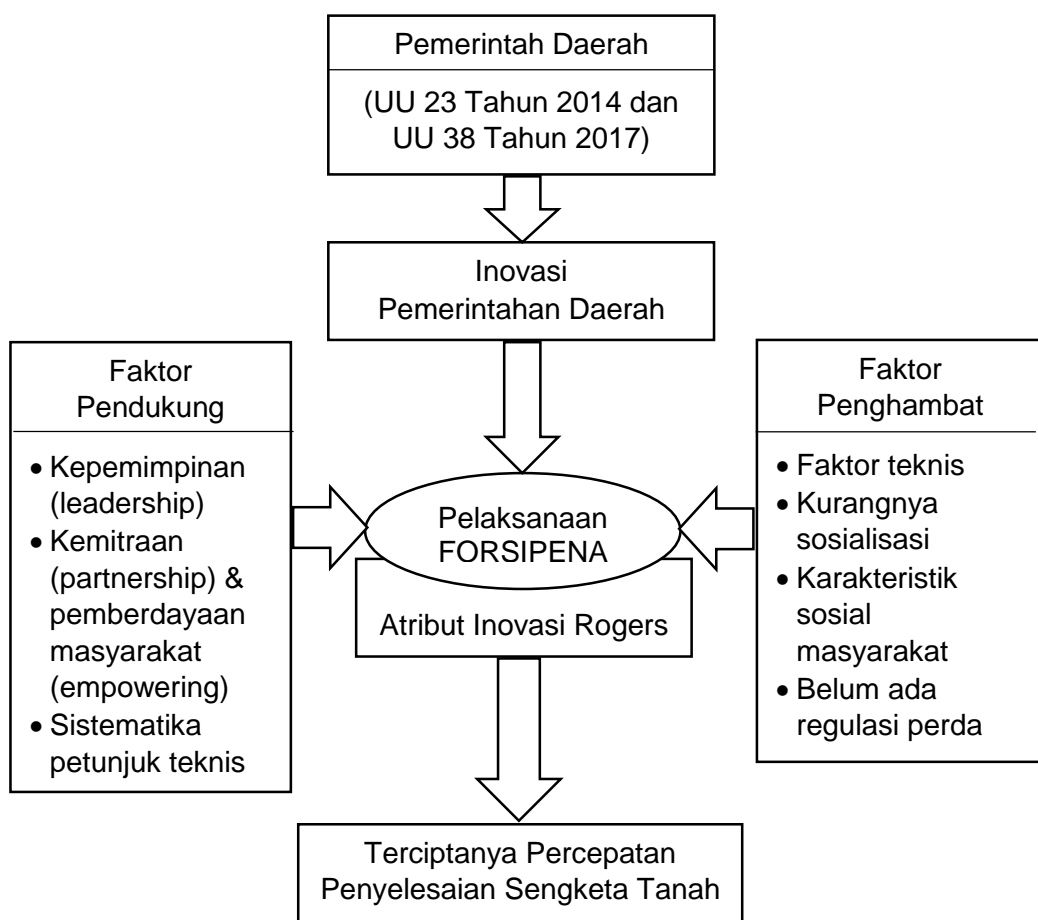 Pemerintah Daerah
(UU 23 Tahun 2014 dan
UU 38 Tahun 2017)
Inovasi
Pemerintahan Daerah
Faktor
Pendukung
• Kepemimpinan
(leadership)
• Kemitraan
(partnership) &
pemberdayaan
masyarakat
(empowering)
• Sistematika
petunjuk teknis
Pelaksanaan
FORSIPENA
Atribut Inovasi Rogers
Faktor
Penghambat
• Faktor teknis
• Kurangnya
sosialisasi
• Karakteristik
sosial
masyarakat
• Belum ada
regulasi perda
Terciptanya Percepatan
Penyelesaian Sengketa Tanah